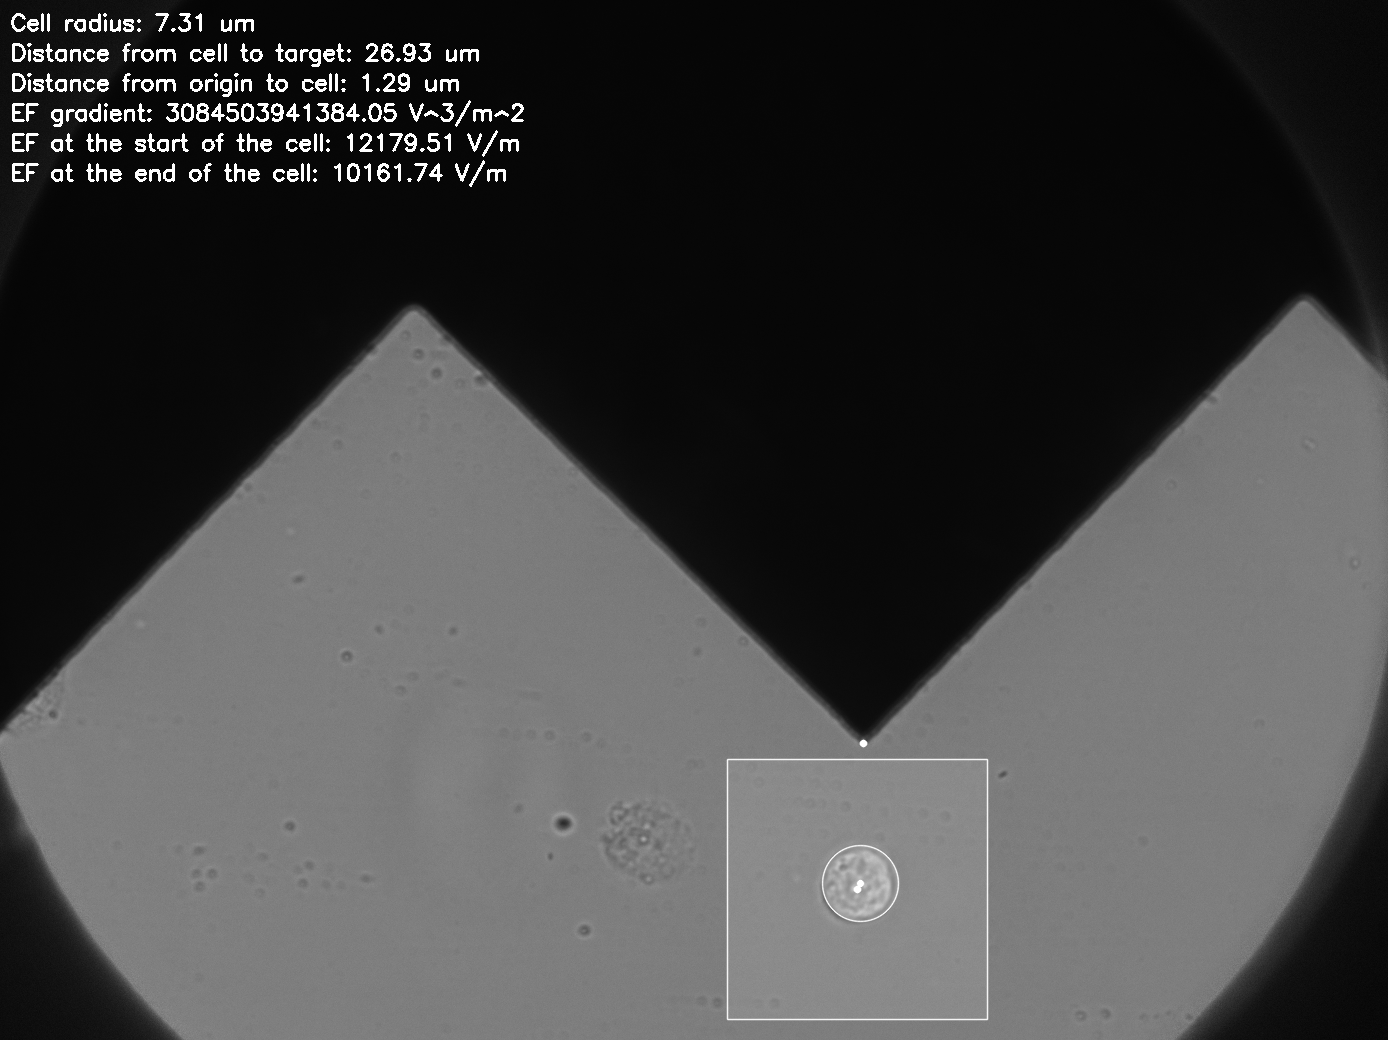 Cell radius: 7.31 um
Distance from cell to target: 26.93 um
Distance from origin to cell: 1.29 um
EF gradient: 3084503941384.05 V^3/m^2
EF at the start of the cell: 12179.51 V/m
EF at the end of the cell: 10161.74 V/m